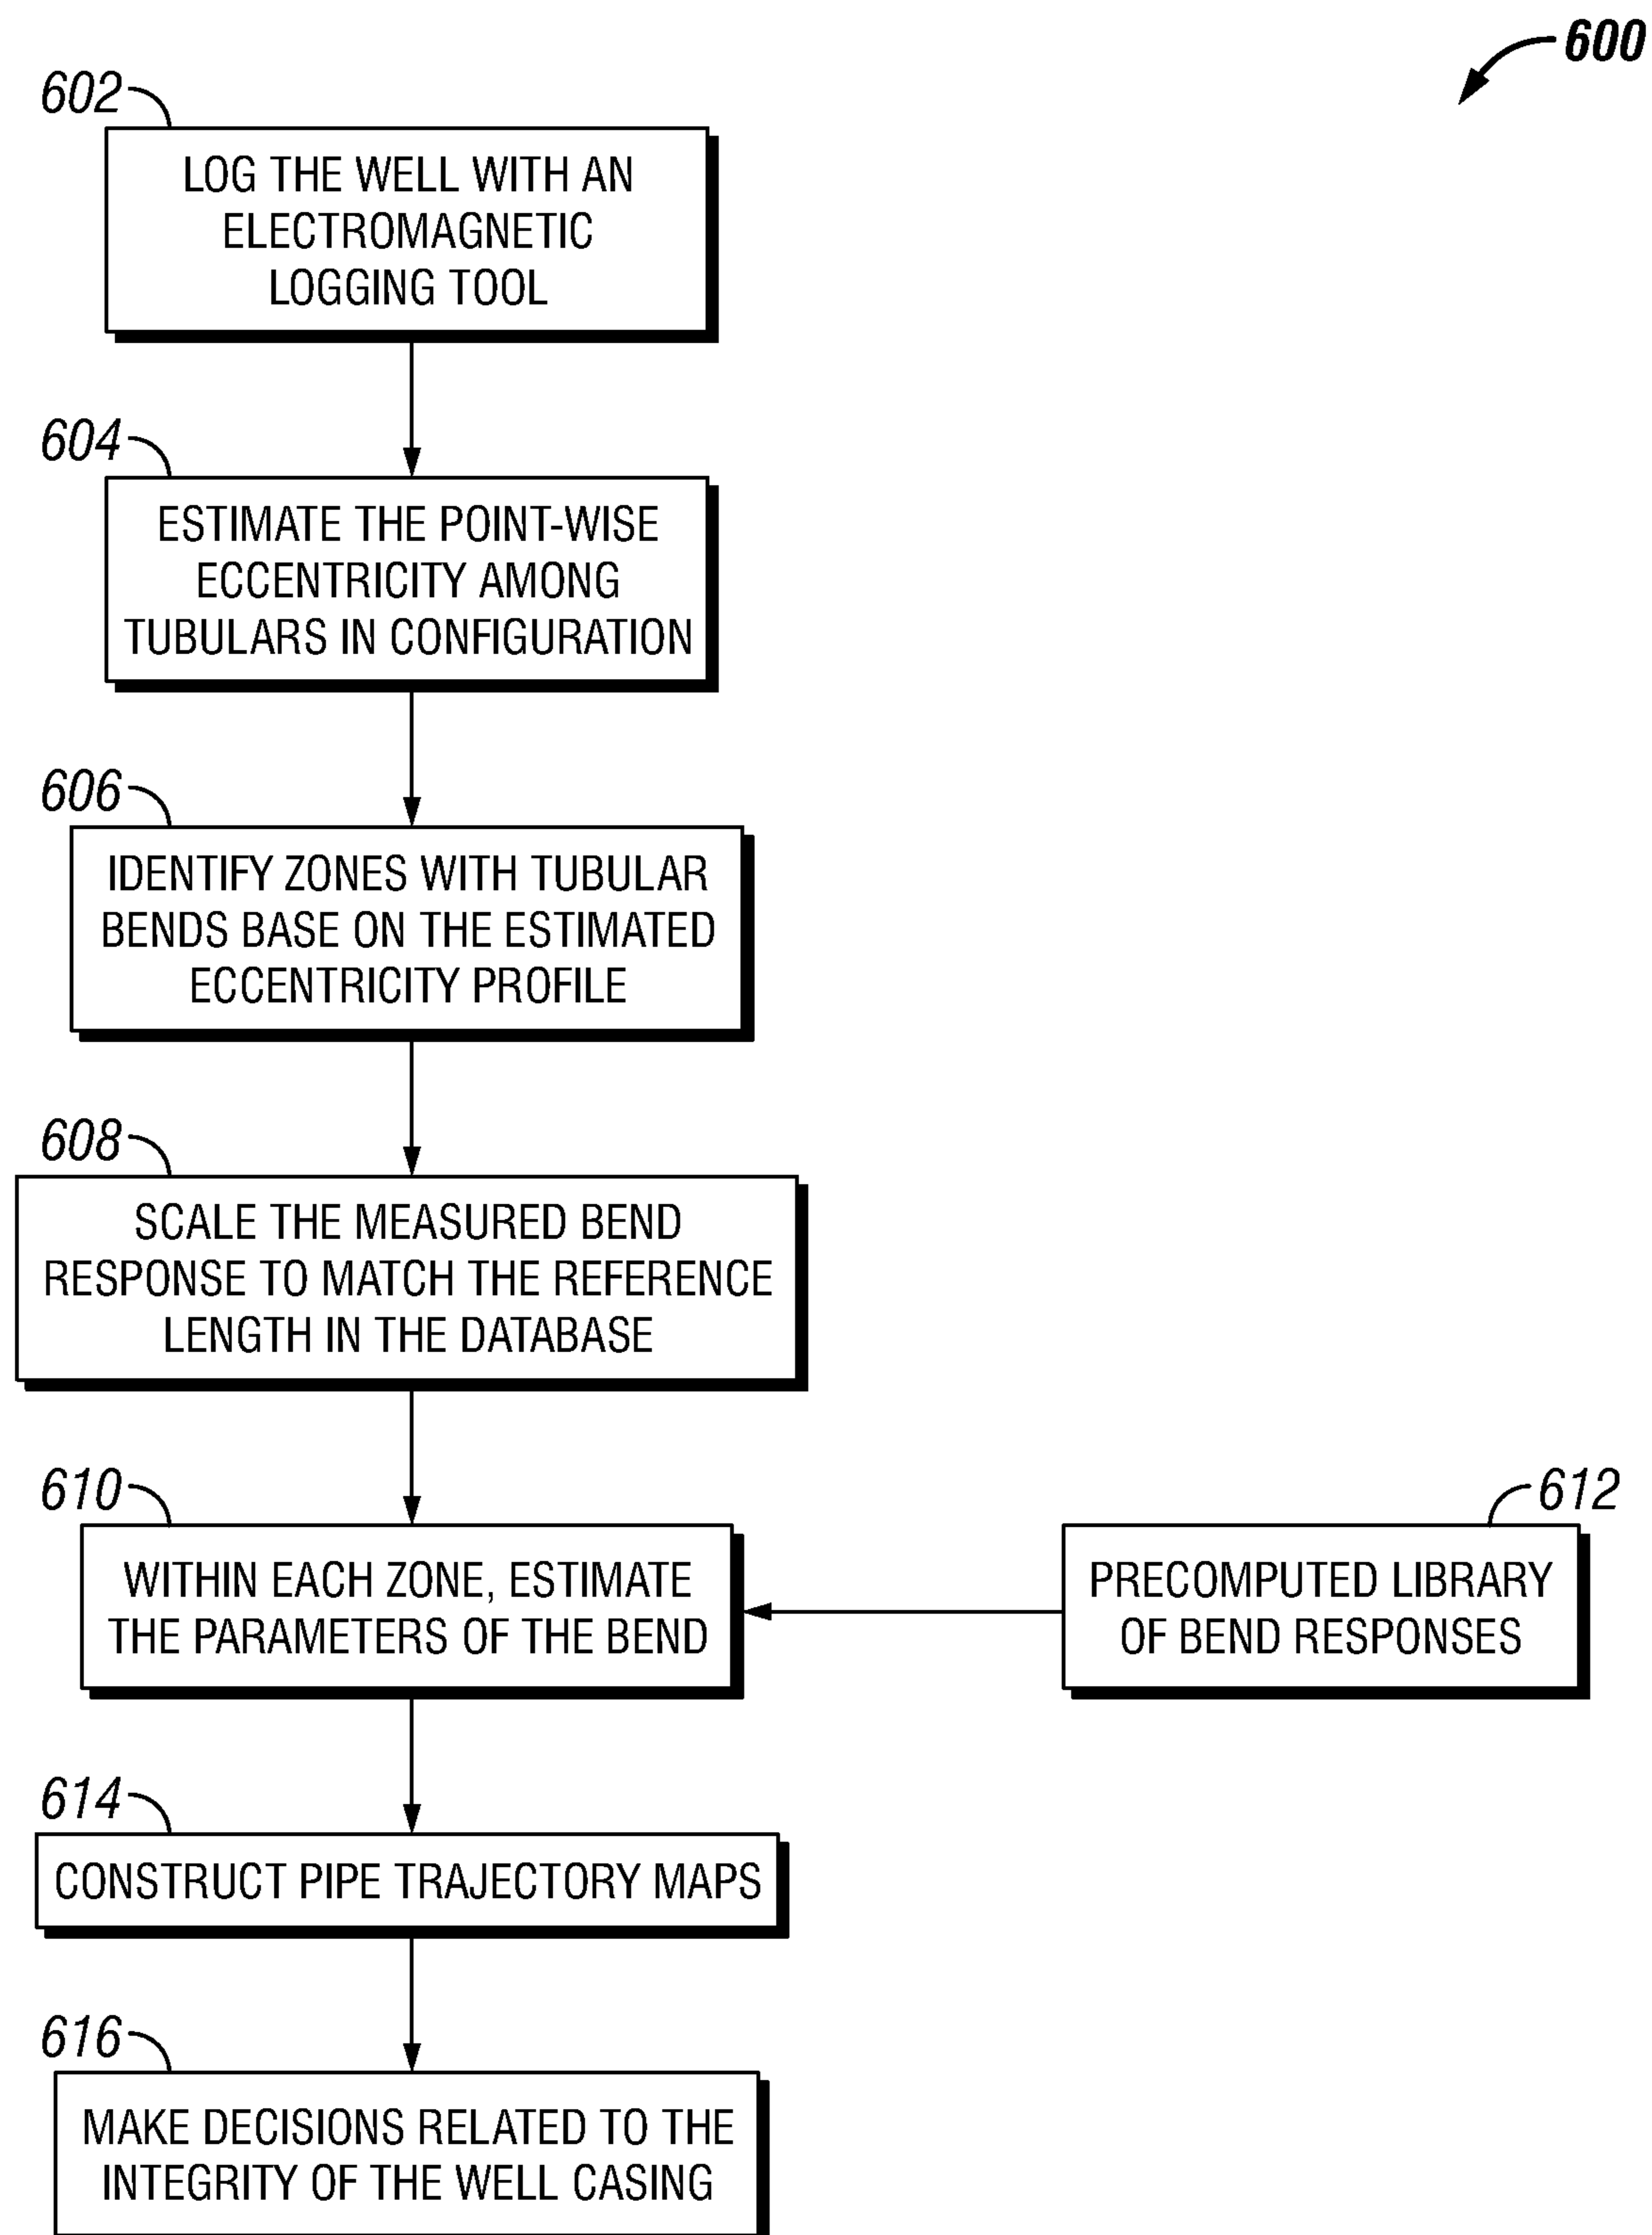 600
602
LOG THE WELL WITH AN
ELECTROMAGNETIC
LOGGING TOOL
604
ESTIMATE THE POINT-WISE
ECCENTRICITY AMONG
TUBULARS IN CONFIGURATION
606
IDENTIFY ZONES WITH TUBULAR
BENDS BASE ON THE ESTIMATED
ECCENTRICITY PROFILE
608
SCALE THE MEASURED BEND
RESPONSE TO MATCH THE REFERENCE
LENGTH IN THE DATABASE
610
WITHIN EACH ZONE, ESTIMATE
THE PARAMETERS OF THE BEND
612
PRECOMPUTED LIBRARY
OF BEND RESPONSES
614
CONSTRUCT PIPE TRAJECTORY MAPS
616
MAKE DECISIONS RELATED TO THE
INTEGRITY OF THE WELL CASING